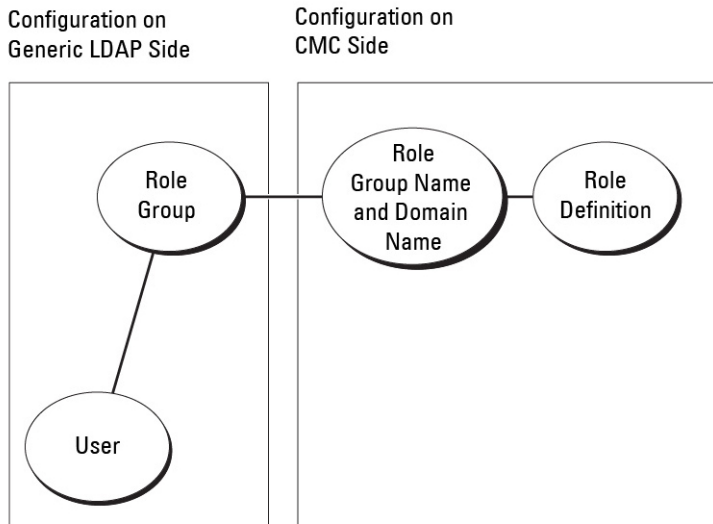 Configuration on
Generic LDAP Side
Configuration on
CMC Side
Role
Group
Role
Group Name
and Domain
Name
Role
Definition
User